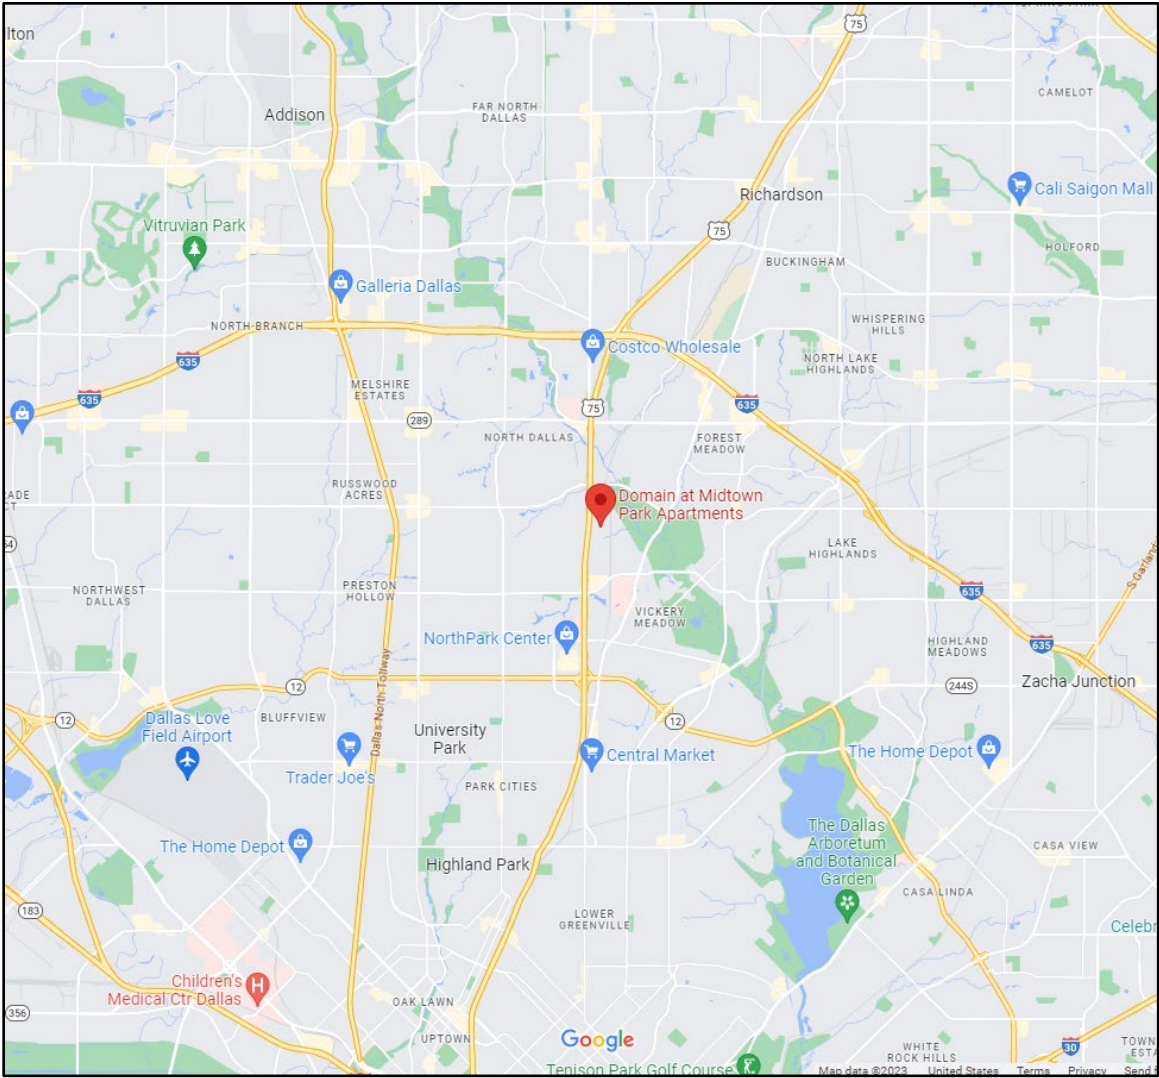 lton
75
CAMELOT
Addison
FAR NORTH
DALLAS
Richardson
Cali Saigon Mall
Vitruvian Park
75
HOLFORD
BUCKINGHAM
Galleria Dallas
WHISPERING
HILLS
NORTH BRANCH
Costco Wholesale
635
NORTH LAKE
HIGHLANDS
MELSHIRE
ESTATES
635
635
75
289
NORTH DALLAS
FOREST
MEADOW
RUSSWOOD
ACRES
Domain at Midtown
Park Apartments
LAKE
HIGHLANDS
S Garland
NORTHWEST
DALLAS
PRESTON
HOLLOW
635
VICKERY
MEADOW
NorthPark Center
HIGHLAND
MEADOWS
635
12
244S
Zacha Junction
Dallas North Tollway
12
Dallas Love
Field Airport
BLUFFVIEW
University
Park
12
Central Market
The Home Depot
Trader Joe's
PARK CITIES
The Dallas
Arboretum
and Botanical
Garden
The Home Depot
CASA VIEW
Highland Park
CASA LINDA
183
LOWER
GREENVILLE
Celebr
Children's
Medical Ctr Dallas
H
OAK LAWN
356
UPTOWN
Google
WHITE
ROCK HILLS
30
TOWN
ESTA
Tenison Park Golf Course
Map data ©2023 United States Terms Privacy Send f